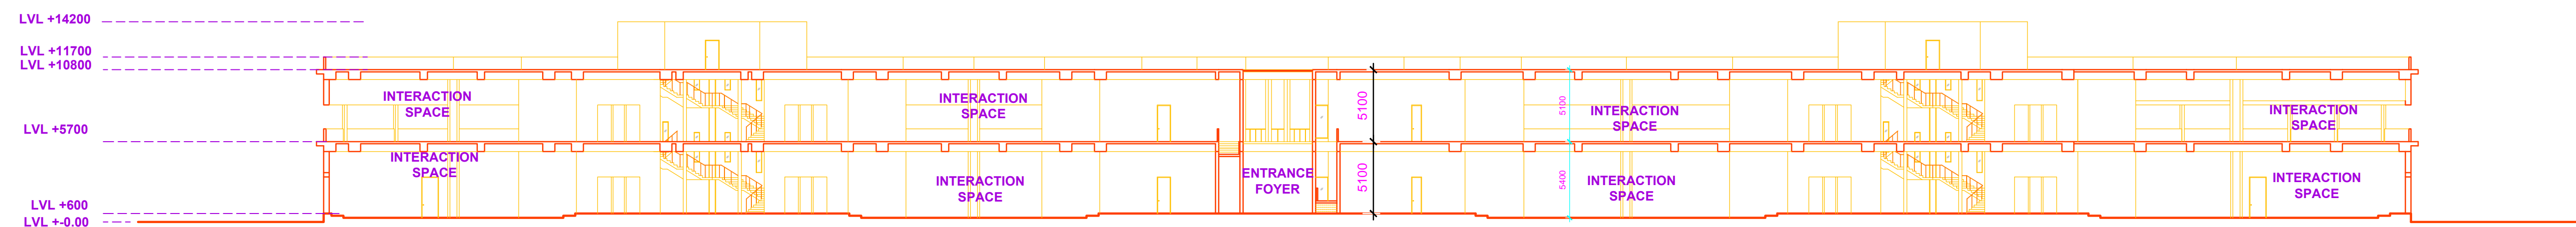 LVL +14200
LVL +11700
LVL +10800
LVL +5700
LVL +600
LVL +-0.00
INTERACTION
SPACE
INTERACTION
SPACE
5100
5100
INTERACTION
SPACE
INTERACTION
SPACE
INTERACTION
SPACE
INTERACTION
SPACE
ENTRANCE
FOYER
5100
5400
INTERACTION
SPACE
INTERACTION
SPACE